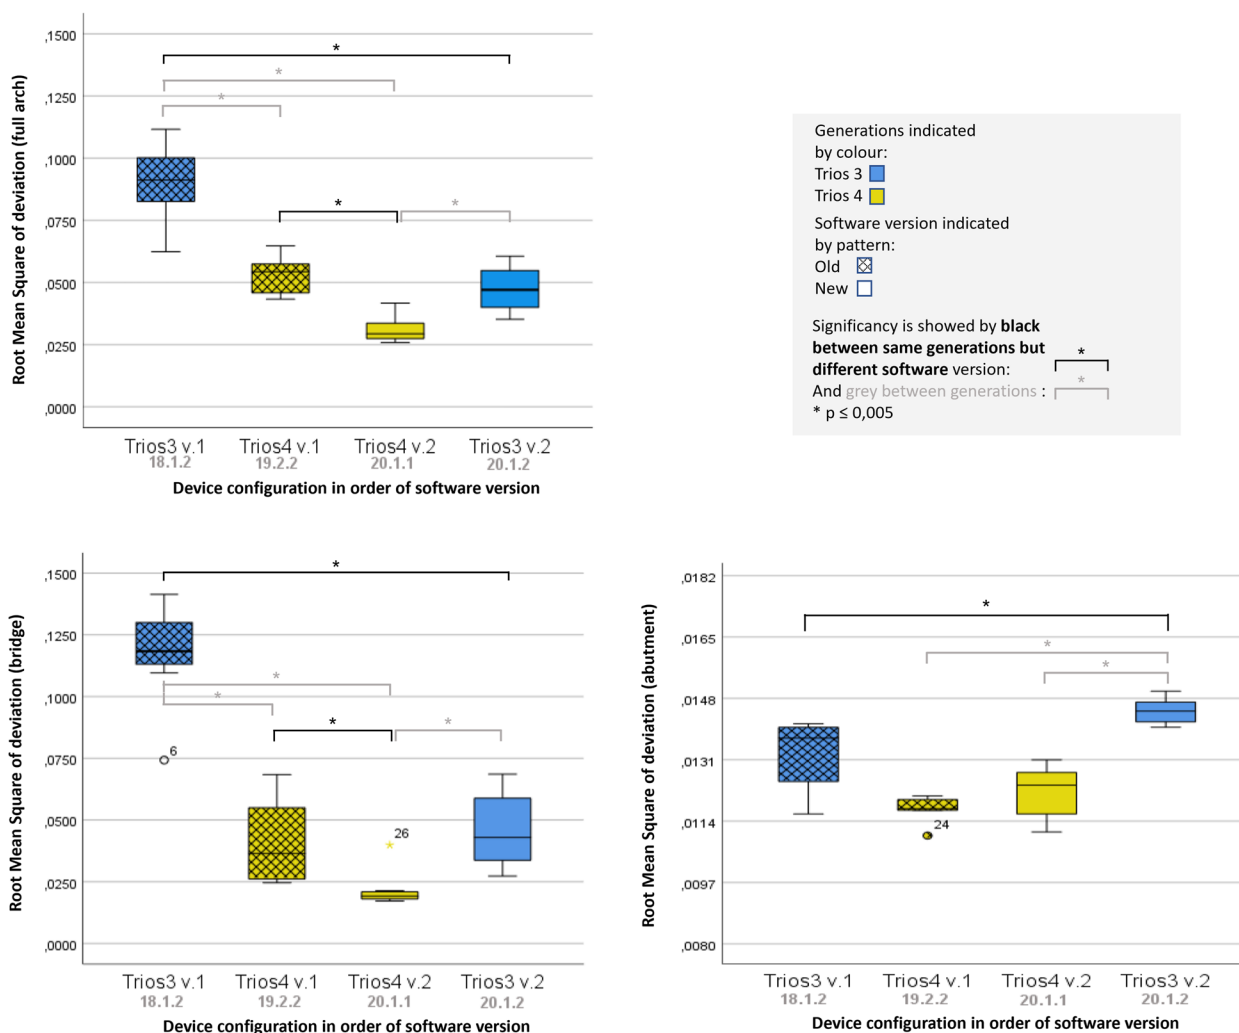 Root Mean Square of deviation (full arch)
,1500
,1250
,1000
,0750
,0500
,0250
,0000
*
*
*
*
*
Trios3 v.1
18.1.2
Trios4 v.1
19.2.2
Trios4 v.2
20.1.1
Trios3 v.2
20.1.2
Device configuration in order of software version
Generations indicated
by colour:
Trios 3
Trios 4
Software version indicated
by pattern:
Old
New
Significancy is showed by black
between same generations but
different software version:
*
And grey between generations :
*
* p ≤ 0,005
Root Mean Square of deviation (bridge)
,1500
,1250
,1000
,0750
,0500
,0250
,0000
*
*
*
*
*
6
26
Trios3 v.1
18.1.2
Trios4 v.1
19.2.2
Trios4 v.2
20.1.1
Trios3 v.2
20.1.2
Device configuration in order of software version
Root Mean Square of deviation (abutment)
,0182
,0165
,0148
,0131
,0114
,0097
,0080
*
*
*
24
Trios3 v.1
18.1.2
Trios4 v.1
19.2.2
Trios4 v.2
20.1.1
Trios3 v.2
20.1.2
Device configuration in order of software version